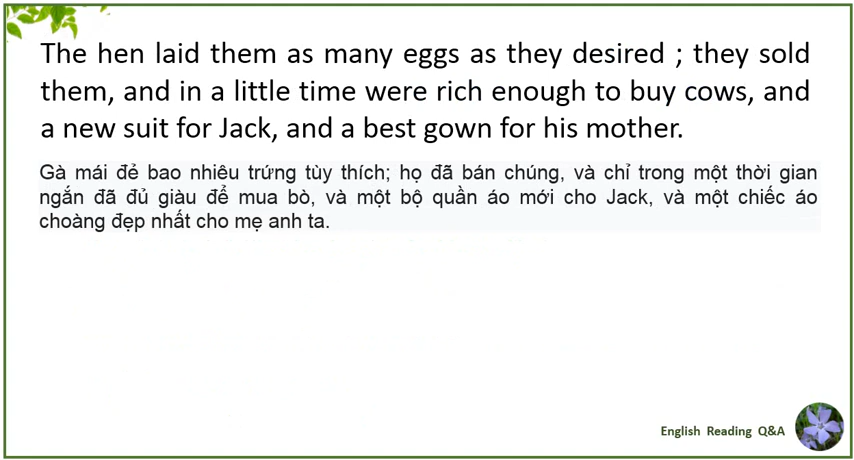 The hen laid them as many eggs as they desired ; they sold
them, and in a little time were rich enough to buy cows, and
a new suit for Jack, and a best gown for his mother.
Gà mái đẻ bao nhiêu trứng tùy thích; họ đã bán chúng, và chỉ trong một thời gian
ngắn đã đủ giàu để mua bò, và một bộ quần áo mới cho Jack, và một chiếc áo
choàng đẹp nhất cho mẹ anh ta.
English Reading Q&A